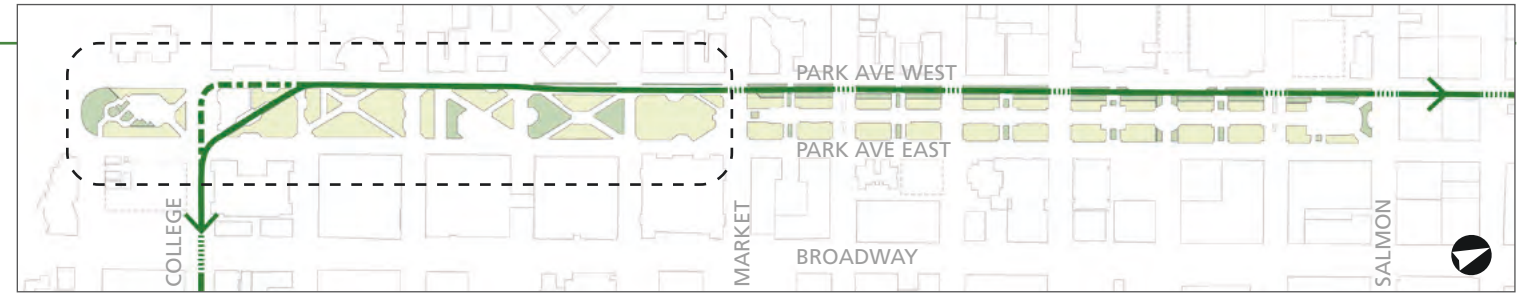 PARK AVE WEST
PARK AVE EAST
COLLEGE
MARKET
BROADWAY
SALMON